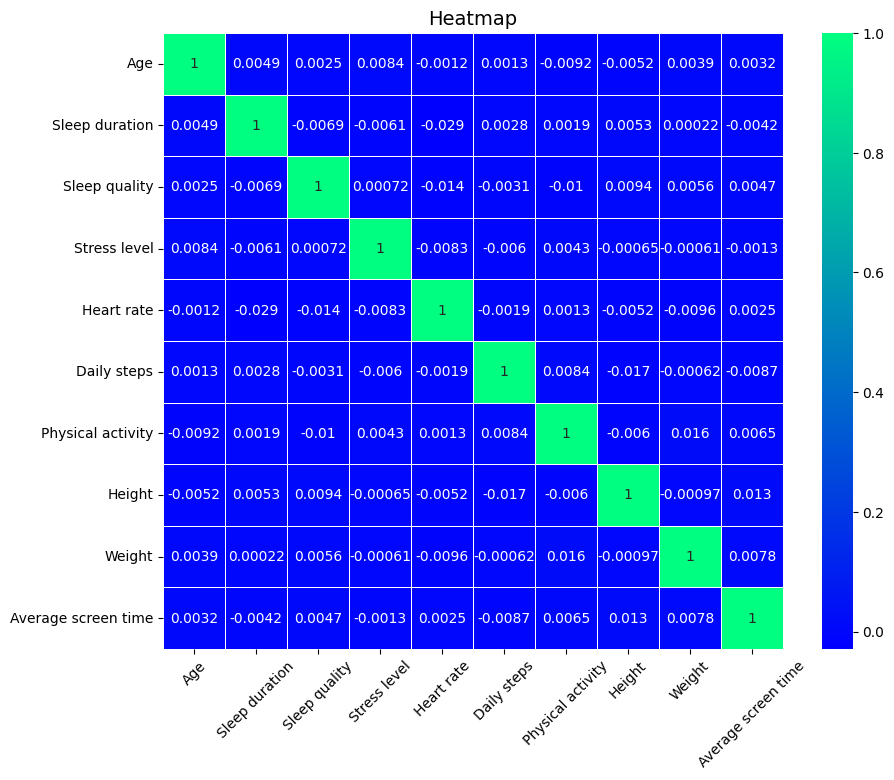 Heatmap
Age 1 0.0049 0.0025 0.0084 -0.0012 0.0013 -0.0092 -0.0052 0.0039 0.0032
Sleep duration 0.0049 1 -0.0069 -0.0061 -0.029 0.0028 0.0019 0.0053 0.00022 -0.0042
Sleep quality 0.0025 -0.0069 1 0.00072 -0.014 -0.0031 -0.01 0.0094 0.0056 0.0047
Stress level 0.0084 -0.0061 0.00072 1 -0.0083 -0.006 0.0043 -0.00065 -0.00061 -0.0013
Heart rate -0.0012 -0.029 -0.014 -0.0083 1 -0.0019 0.0013 -0.0052 -0.0096 0.0025
Daily steps 0.0013 0.0028 -0.0031 -0.006 -0.0019 1 0.0084 -0.017 -0.00062 -0.0087
Physical activity -0.0092 0.0019 -0.01 0.0043 0.0013 0.0084 1 -0.006 0.016 0.0065
Height -0.0052 0.0053 0.0094 -0.00065 -0.0052 -0.017 -0.006 1 -0.00097 0.013
Weight 0.0039 0.00022 0.0056 -0.00061 -0.0096 -0.00062 0.016 -0.00097 1 0.0078
Average screen time 0.0032 -0.0042 0.0047 -0.0013 0.0025 -0.0087 0.0065 0.013 0.0078 1
Age
Sleep duration
Sleep quality
Stress level
Heart rate
Daily steps
Physical activity
Height
Weight
Average screen time
1.0
0.8
0.6
0.4
0.2
0.0